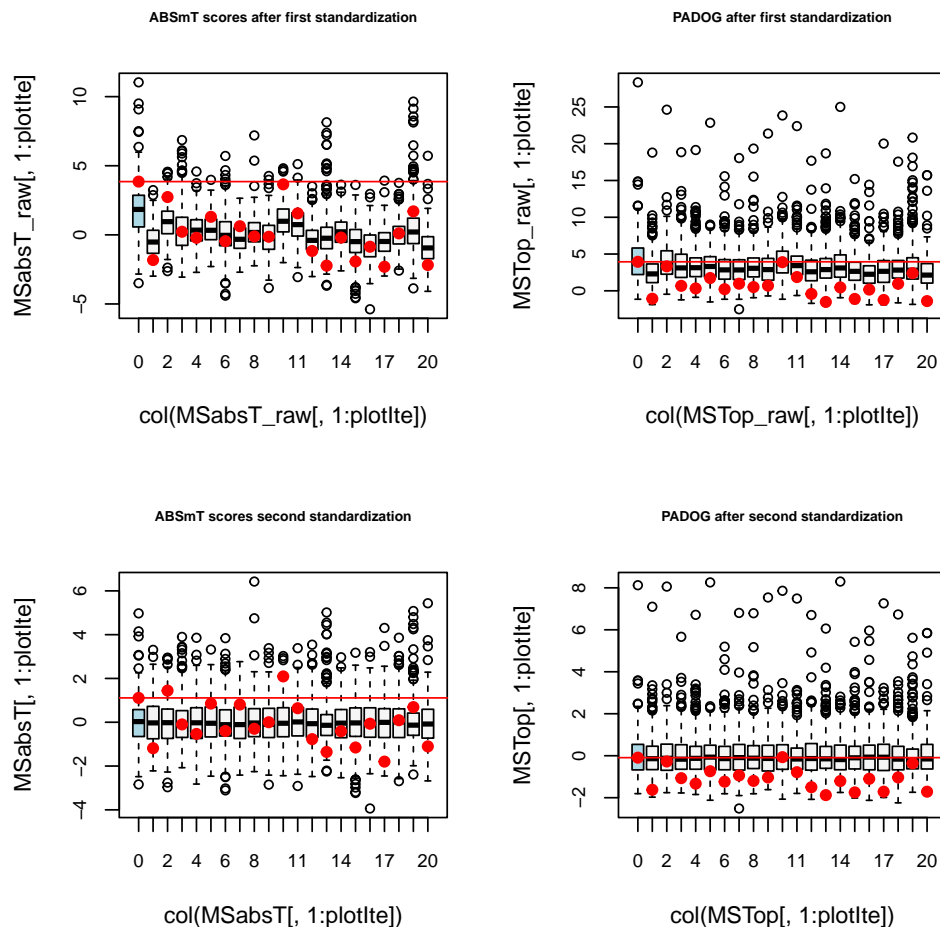 ABSmT scores after first standardization
MSabsT_raw[, 1:plotIte]
10
5
0
−5
0 2 4 6 8 11 14 17 20
col(MSabsT_raw[, 1:plotIte])
PADOG after first standardization
MSTop_raw[, 1:plotIte]
25
20
15
10
5
0
0 2 4 6 8 11 14 17 20
col(MSTop_raw[, 1:plotIte])
ABSmT scores second standardization
MSabsT[, 1:plotIte]
6
4
2
0
−2
−4
0 2 4 6 8 11 14 17 20
col(MSabsT[, 1:plotIte])
PADOG after second standardization
MSTop[, 1:plotIte]
8
6
4
2
0
−2
0 2 4 6 8 11 14 17 20
col(MSTop[, 1:plotIte])